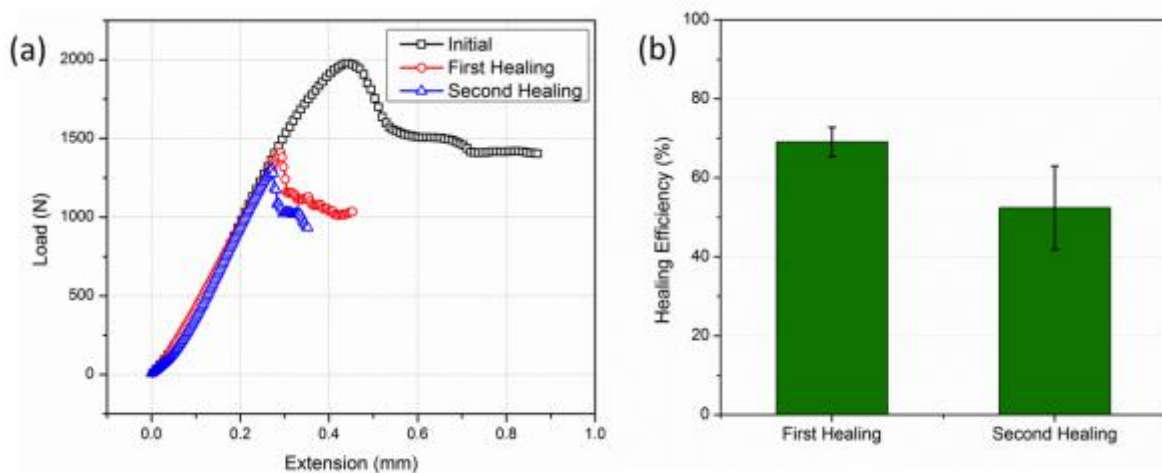 (a)
Load (N)
2000
1500
1000
500
0
Initial
First Healing
Second Healing
0.0 0.2 0.4 0.6 0.8 1.0
Extension (mm)
(b)
Healing Efficiency (%)
100
80
60
40
20
0
First Healing Second Healing